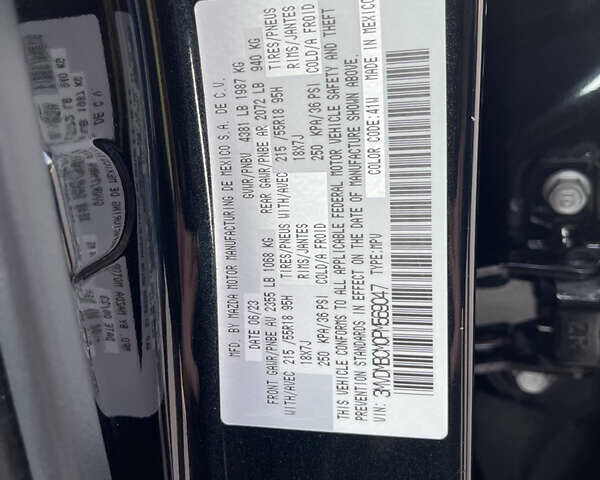 MFD. BY MAZDA MOTOR MANUFACTURING DE MEXICO S.A. DE C.V.
DATE 06/23 GVWR/PNBV 4381 LB 1987 KG
FRONT GAWR/PNBE AV 2355 LB 1068 KG REAR GAWR/PNBE AR 2072 LB 940 KG
WITH/AVEC 215 /55R18 95H TIRES/PNEUS WITH/AVEC 215 /55R18 95H TIRES/PNEUS
18X7J RIMS/JANTES 18X7J RIMS/JANTES
250 KPA/36 PSI COLD/A FROID 250 KPA/36 PSI COLD/A FROID
THIS VEHICLE CONFORMS TO ALL APPLICABLE FEDERAL MOTOR VEHICLE SAFETY AND THEFT
PREVENTION STANDARDS IN EFFECT ON THE DATE OF MANUFACTURE SHOWN ABOVE.
VIN: 3MVDMBCM0PM569047 TYPE:MPV COLOR CODE:41W MADE IN MEXICO